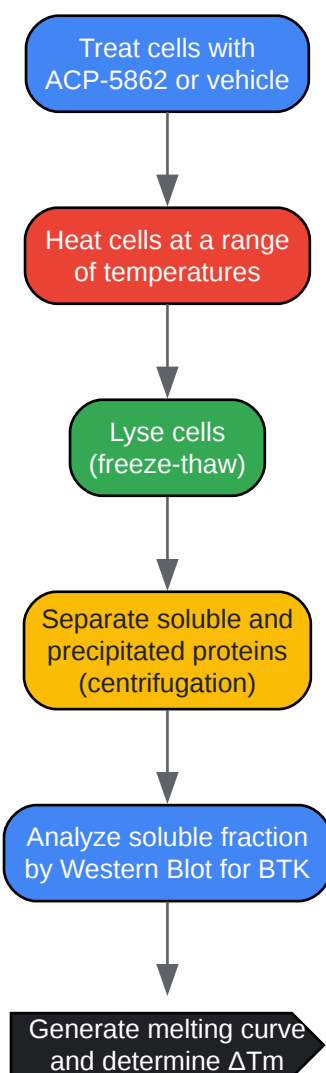 Treat cells with
ACP-5862 or vehicle
Heat cells at a range
of temperatures
Lyse cells
(freeze-thaw)
Separate soluble and
precipitated proteins
(centrifugation)
Analyze soluble fraction
by Western Blot for BTK
Generate melting curve
and determine ΔTm